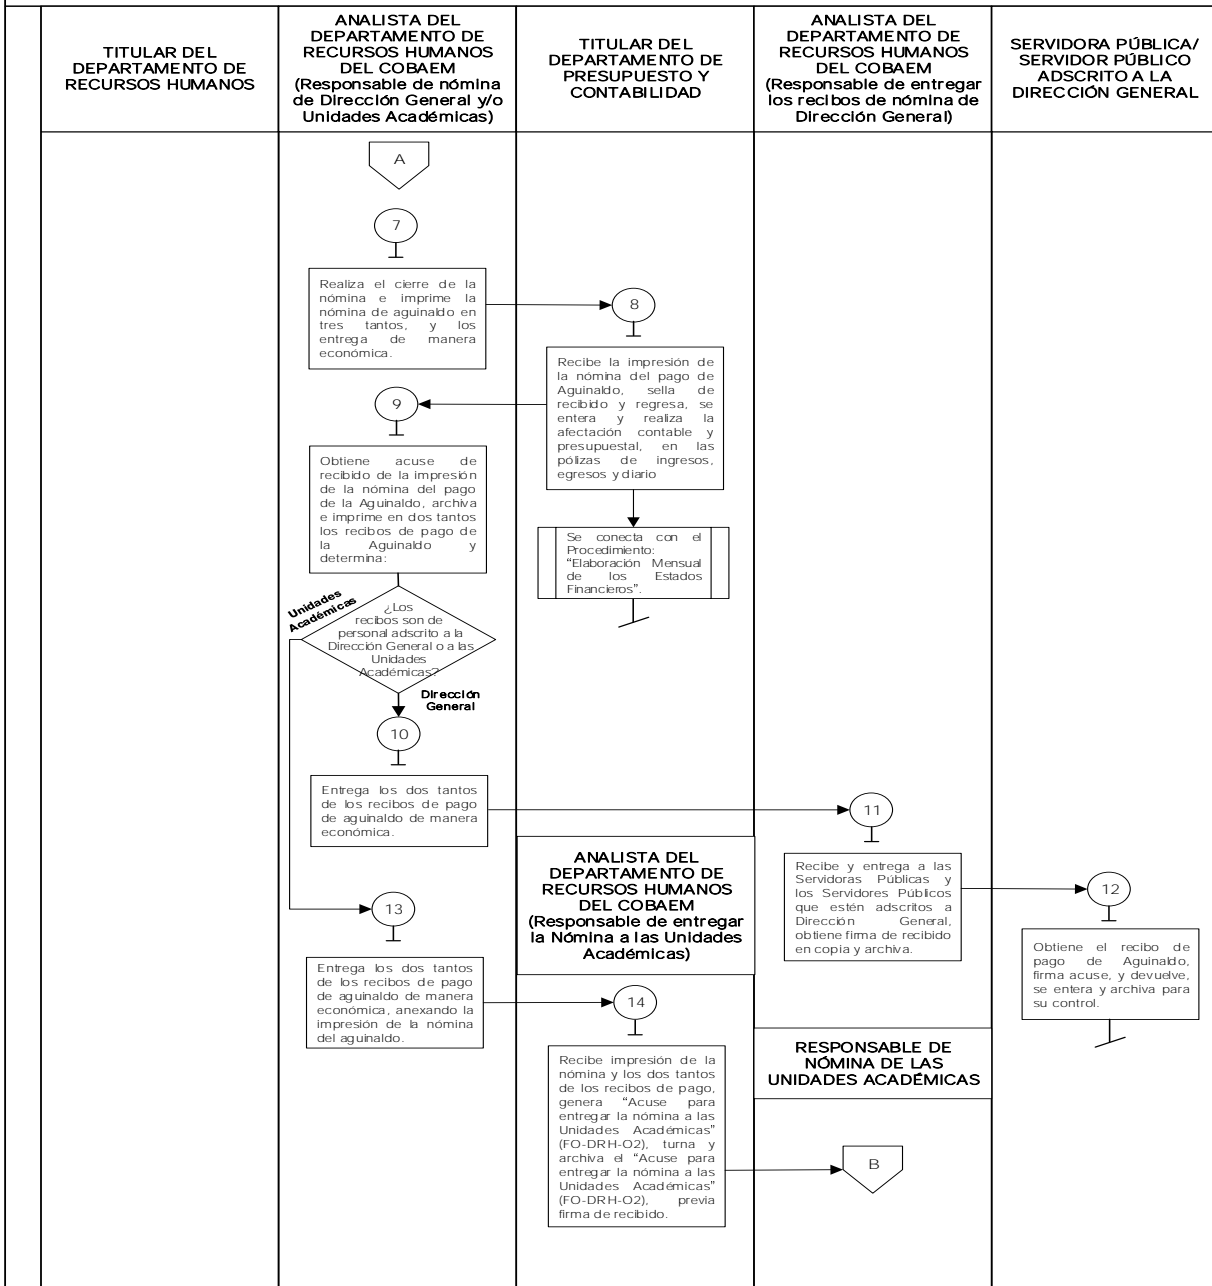 TITULAR DEL
DEPARTAMENTO DE
RECURSOS HUMANOS
ANALISTA DEL
DEPARTAMENTO DE
RECURSOS HUMANOS
DEL COBAEM
(Responsable de nómina
de Dirección General y/o
Unidades Académicas)
TITULAR DEL
DEPARTAMENTO DE
PRESUPUESTO Y
CONTABILIDAD
ANALISTA DEL
DEPARTAMENTO DE
RECURSOS HUMANOS
DEL COBAEM
(Responsable de entregar
los recibos de nómina de
Dirección General)
SERVIDORA PÚBLICA/
SERVIDOR PÚBLICO
ADSCRITO A LA
DIRECCIÓN GENERAL
A
7
Realiza el cierre de la
nómina e imprime la
nómina de aguinaldo en
tres tantos, y los
entrega de manera
económica.
8
Recibe la impresión de
la nómina del pago de
Aguinaldo, sella de
recibido y regresa, se
entera y realiza la
afectación contable y
presupuestal, en las
pólizas de ingresos,
egresos y diario
Se conecta con el
Procedimiento:
“Elaboración Mensual
de los Estados
Financieros”.
9
Obtiene acuse de
recibido de la impresión
de la nómina del pago
de la Aguinaldo, archiva
e imprime en dos tantos
los recibos de pago de
la Aguinaldo y
determina:
Unidades
Académicas
¿Los
recibos son de
personal adscrito a la
Dirección General o a las
Unidades
Académicas?
Dirección
General
10
Entrega los dos tantos
de los recibos de pago
de aguinaldo de manera
económica.
11
Recibe y entrega a las
Servidoras Públicas y
los Servidores Públicos
que estén adscritos a
Dirección General,
obtiene firma de recibido
en copia y archiva.
12
Obtiene el recibo de
pago de Aguinaldo,
firma acuse, y devuelve,
se entera y archiva para
su control.
13
Entrega los dos tantos
de los recibos de pago
de aguinaldo de manera
económica, anexando la
impresión de la nómina
del aguinaldo.
ANALISTA DEL
DEPARTAMENTO DE
RECURSOS HUMANOS
DEL COBAEM
(Responsable de entregar
la Nómina a las Unidades
Académicas)
14
Recibe impresión de la
nómina y los dos tantos
de los recibos de pago,
genera “Acuse para
entregar la nómina a las
Unidades Académicas”
(FO-DRH-O2), turna y
archiva el “Acuse para
entregar la nómina a las
Unidades Académicas”
(FO-DRH-O2), previa
firma de recibido.
RESPONSABLE DE
NÓMINA DE LAS
UNIDADES ACADÉMICAS
B